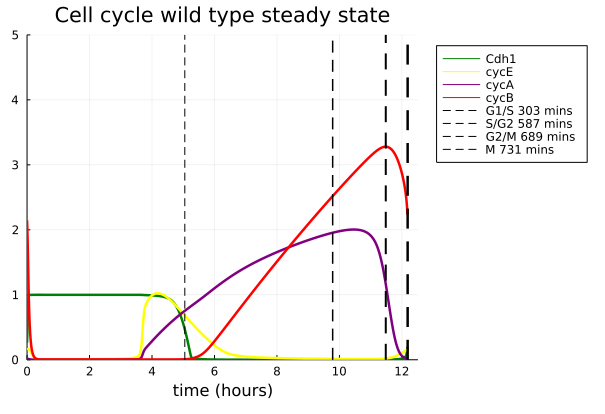 Cell cycle wild type steady state
5
4
3
2
1
0
0 2 4 6 8 10 12
time (hours)
Cdh1
cycE
cycA
cycB
G1/S 303 mins
S/G2 587 mins
G2/M 689 mins
M 731 mins